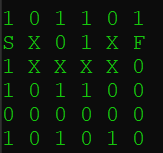 1 0 1 1 0 1
S X 0 1 X F
1 X X X X 0
1 0 1 1 0 0
0 0 0 0 0 0
1 0 1 0 1 0